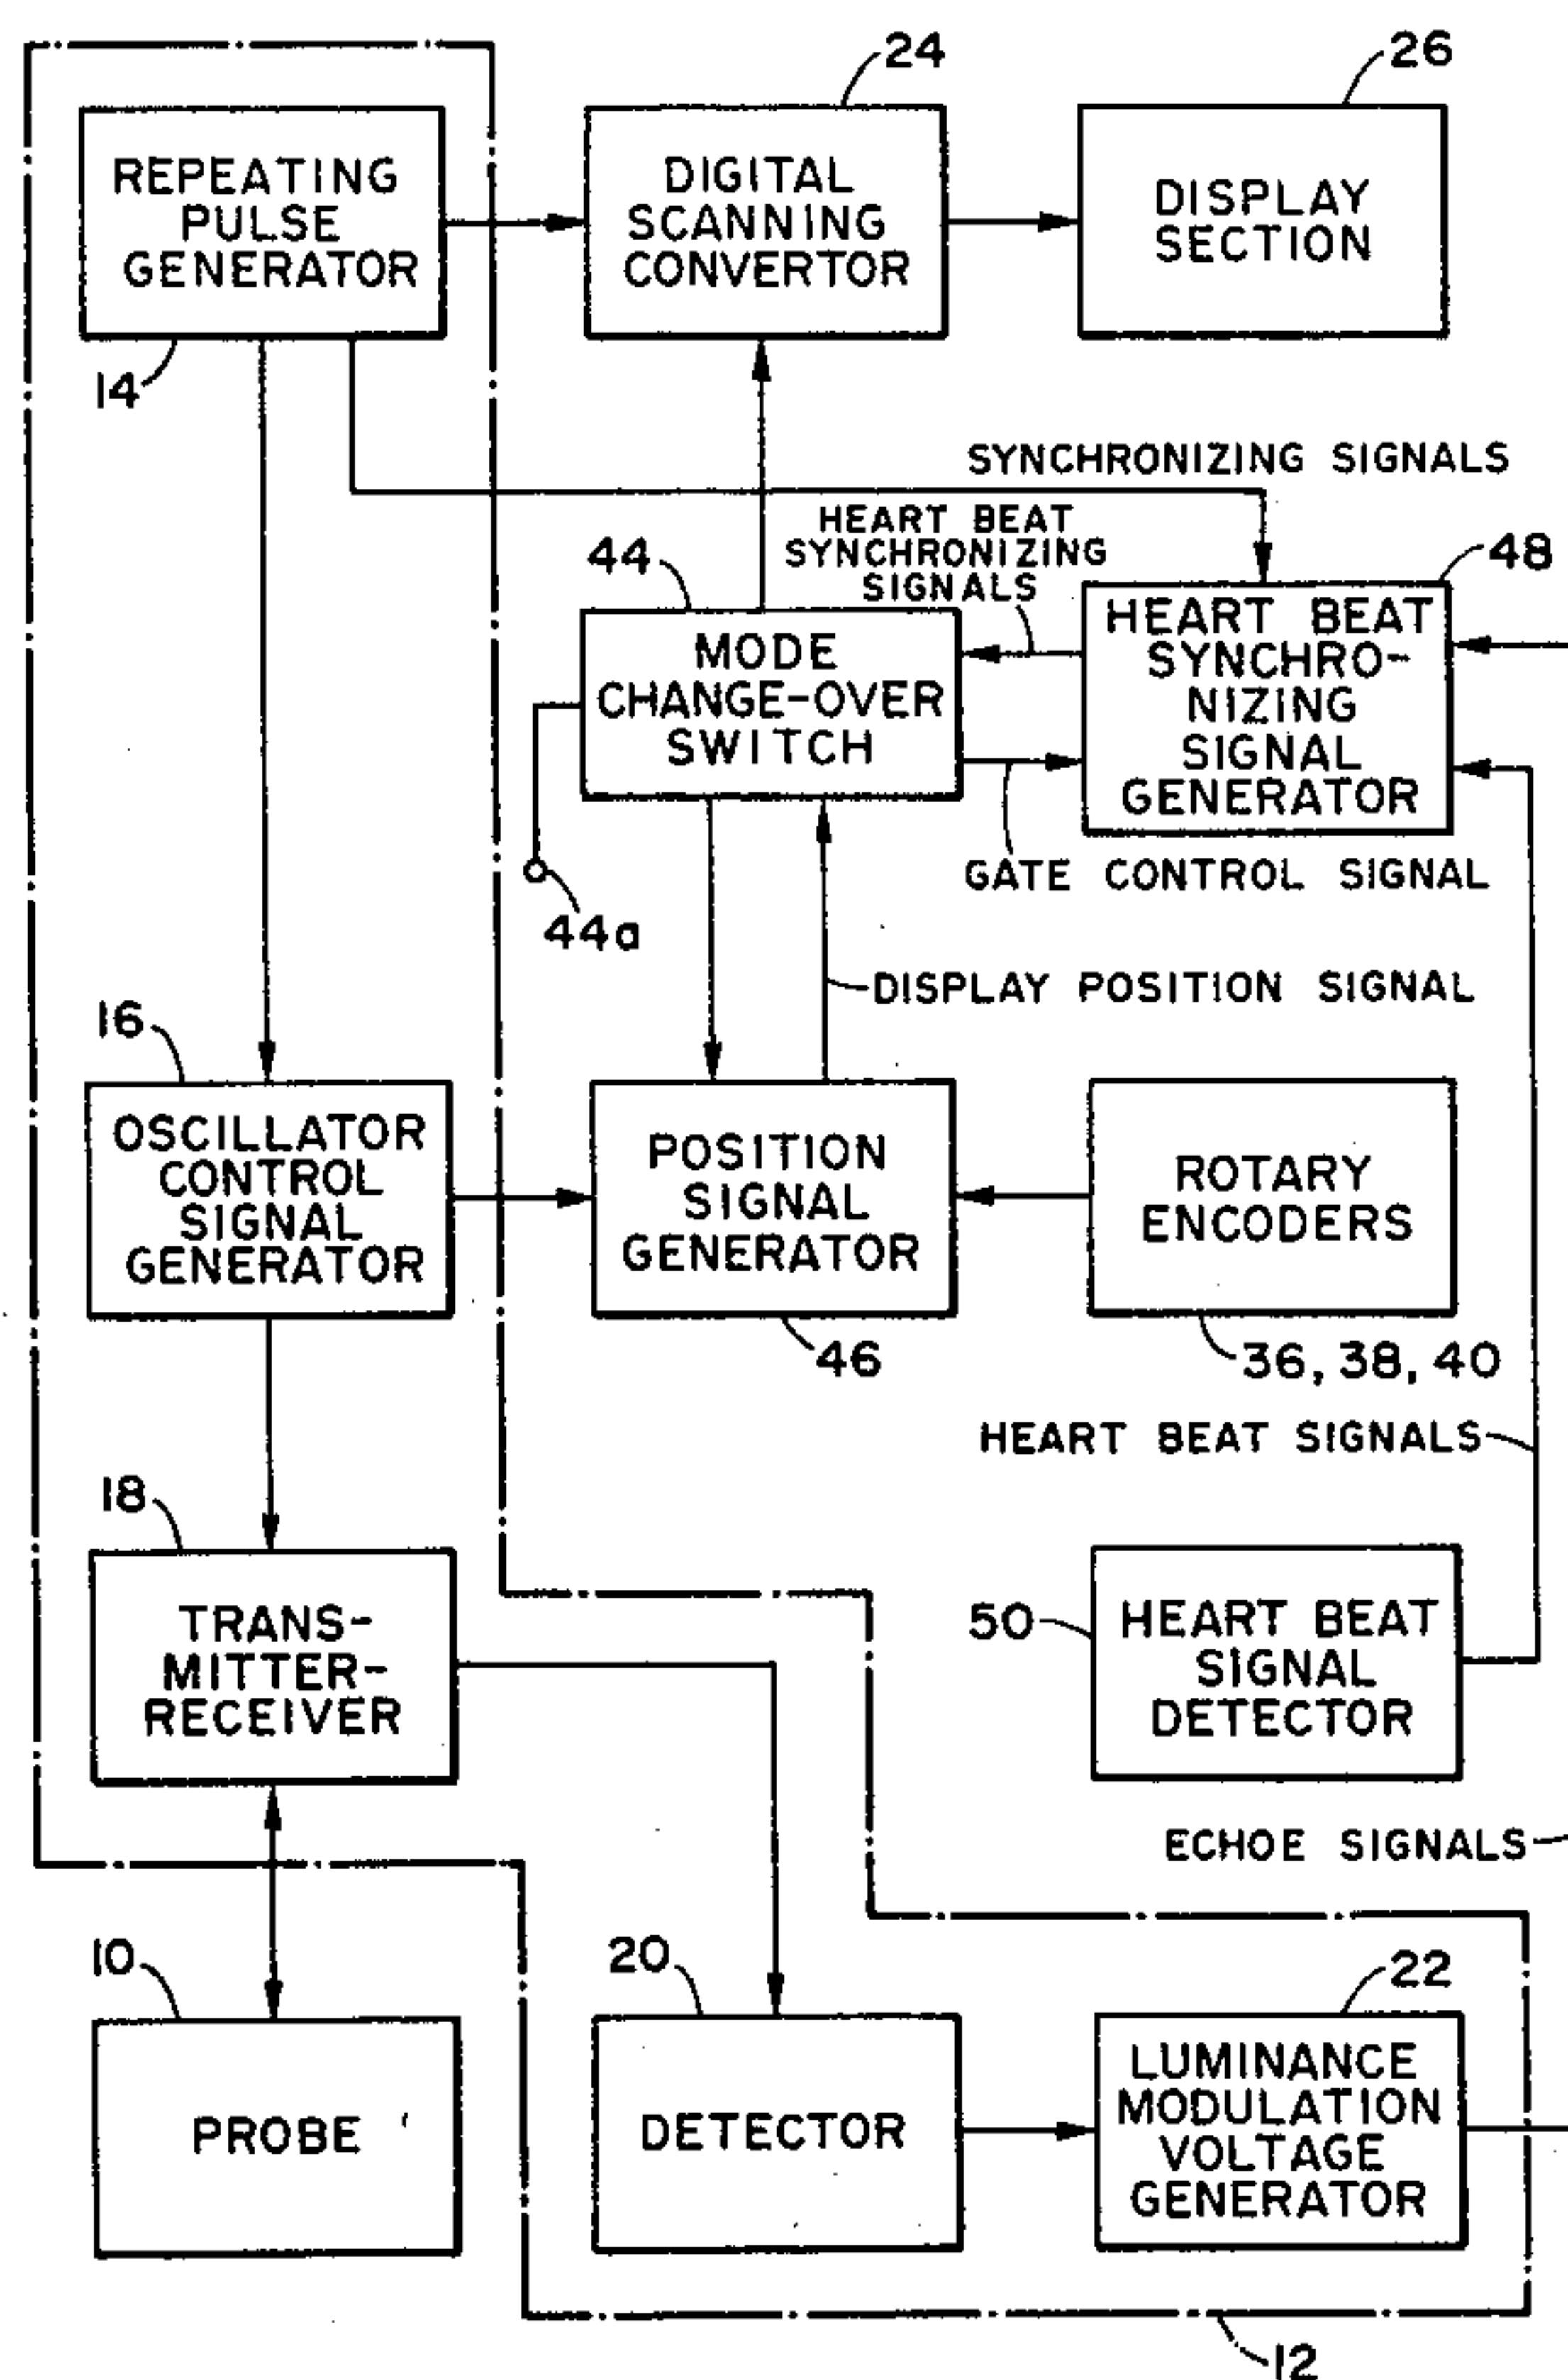 24
26
REPEATING
PULSE
GENERATOR
DIGITAL
SCANNING
CONVERTOR
DISPLAY
SECTION
14
SYNCHRONIZING SIGNALS
HEART BEAT
SYNCHRONIZING
SIGNALS
44
48
MODE
CHANGE-OVER
SWITCH
HEART BEAT
SYNCHRO-
NIZING
SIGNAL
GENERATOR
GATE CONTROL SIGNAL
44a
DISPLAY POSITION SIGNAL
16
OSCILLATOR
CONTROL
SIGNAL
GENERATOR
POSITION
SIGNAL
GENERATOR
ROTARY
ENCODERS
46
36, 38, 40
HEART BEAT SIGNALS
18
TRANS-
MITTER-
RECEIVER
50
HEART BEAT
SIGNAL
DETECTOR
ECHOE SIGNALS
10
20
22
PROBE
DETECTOR
LUMINANCE
MODULATION
VOLTAGE
GENERATOR
12